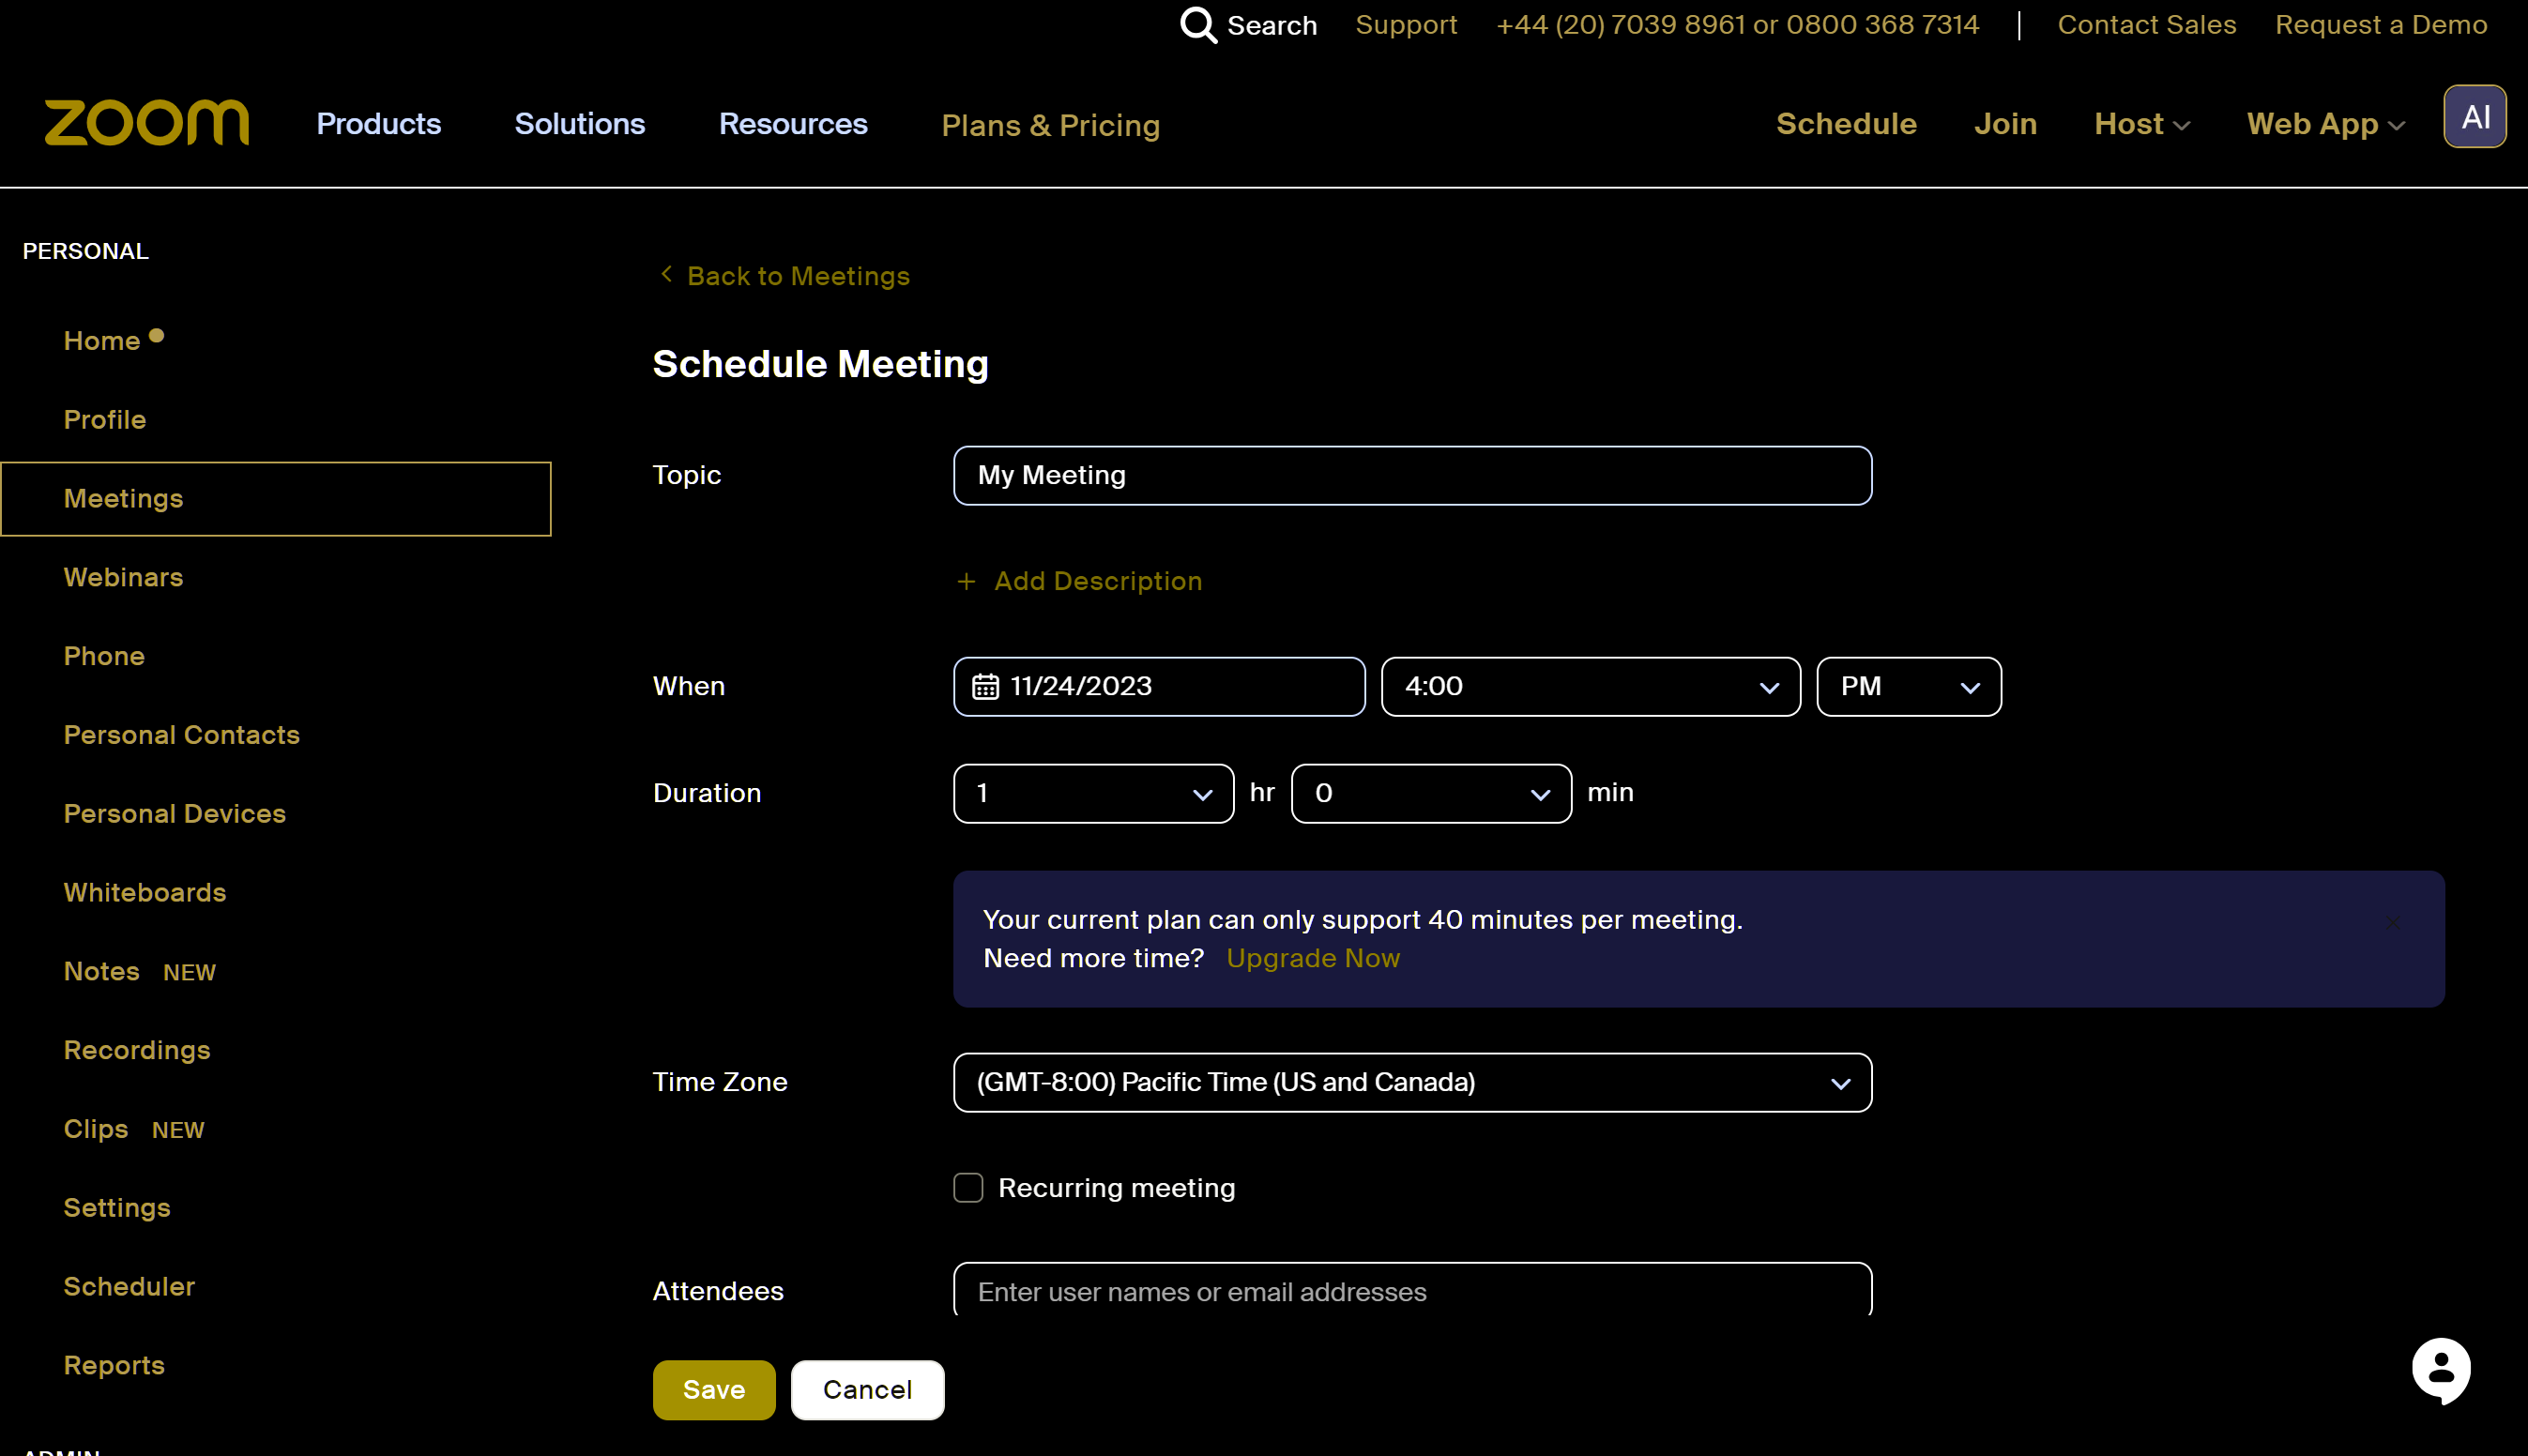 Search Support +44 (20) 7039 8961 or 0800 368 7314 | Contact Sales Request a Demo
zoom Products Solutions Resources Plans & Pricing Schedule Join Host Web App AI
PERSONAL
Home
Profile
Meetings
Webinars
Phone
Personal Contacts
Personal Devices
Whiteboards
Notes NEW
Recordings
Clips NEW
Settings
Scheduler
Reports
ADMIN
Back to Meetings
Schedule Meeting
Topic My Meeting
+ Add Description
When 11/24/2023 4:00 PM
Duration 1 hr 0 min
Your current plan can only support 40 minutes per meeting.
Need more time? Upgrade Now
Time Zone (GMT-8:00) Pacific Time (US and Canada)
Recurring meeting
Attendees Enter user names or email addresses
Save Cancel